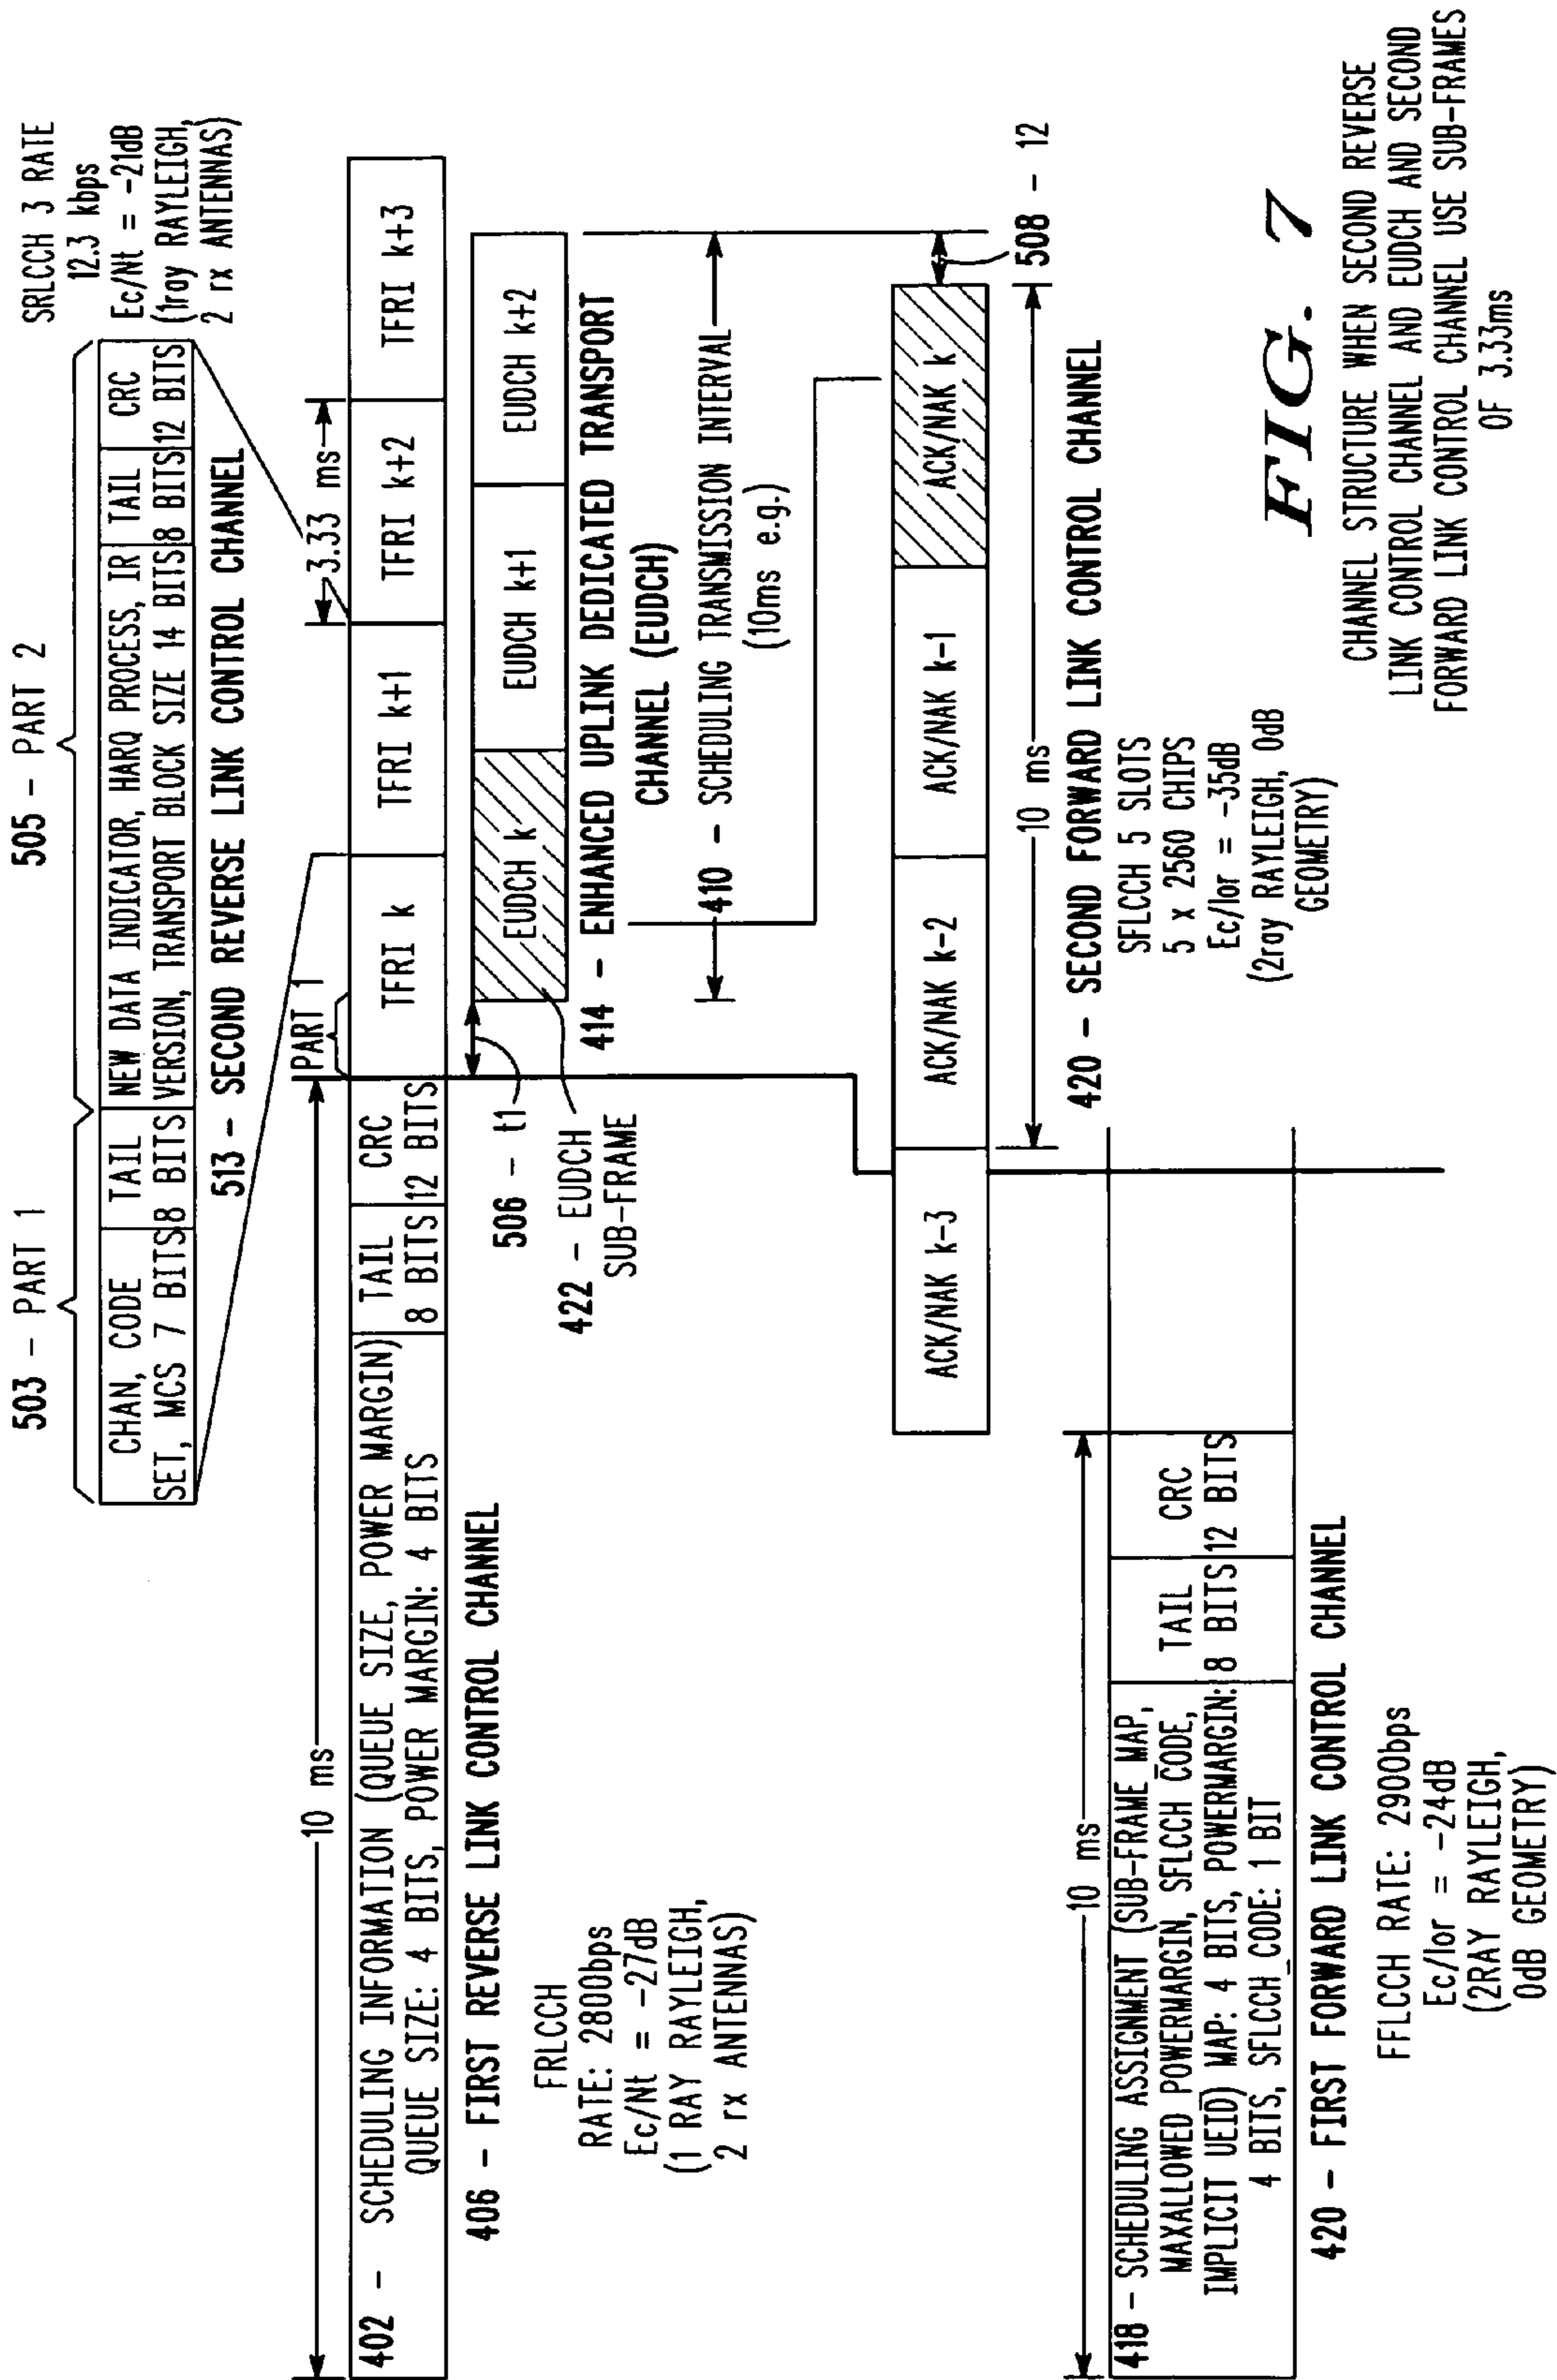 503 - PART 1
505 - PART 2
CHAN, CODE
SET, MCS 7 BITS
TAIL
8 BITS
NEW DATA INDICATOR, HARQ PROCESS, IR
VERSION, TRANSPORT BLOCK SIZE 14 BITS
TAIL
8 BITS
CRC
12 BITS
SRLCCH 3 RATE
12.3 kbps
Ec/Nt = -21dB
(1ray RAYLEIGH,
2 rx ANTENNAS)
513 - SECOND REVERSE LINK CONTROL CHANNEL
10 ms
PART 1
3.33 ms
402 - SCHEDULING INFORMATION (QUEUE SIZE, POWER MARGIN)
QUEUE SIZE: 4 BITS, POWER MARGIN: 4 BITS
TAIL
8 BITS
CRC
12 BITS
TFRI k
TFRI k+1
TFRI k+2
TFRI k+3
406 - FIRST REVERSE LINK CONTROL CHANNEL
506 - t1
EUDCH k
EUDCH k+1
EUDCH k+2
422 - EUDCH
SUB-FRAME
414 - ENHANCED UPLINK DEDICATED TRANSPORT
CHANNEL (EUDCH)
FRLCCH
RATE: 2800bps
Ec/Nt = -27dB
(1 RAY RAYLEIGH,
2 rx ANTENNAS)
410 - SCHEDULING TRANSMISSION INTERVAL
(10ms e.g.)
ACK/NAK k-3
ACK/NAK k-2
ACK/NAK k-1
ACK/NAK k
508 - 12
10 ms
420 - SECOND FORWARD LINK CONTROL CHANNEL
SFLCCH 5 SLOTS
5 x 2560 CHIPS
Ec/Ior = -35dB
(2ray RAYLEIGH, 0dB
GEOMETRY)
10 ms
418 - SCHEDULING ASSIGNMENT (SUB-FRAME MAP,
MAXALLOWED POWERMARGIN, SFLCCH CODE,
IMPLICIT UEID) MAP: 4 BITS, POWERMARGIN:
4 BITS, SFLCCH_CODE: 1 BIT
TAIL
8 BITS
CRC
12 BITS
420 - FIRST FORWARD LINK CONTROL CHANNEL
FFLCCH RATE: 2900bps
Ec/Ior = -24dB
(2RAY RAYLEIGH,
0dB GEOMETRY)
FIG. 7
CHANNEL STRUCTURE WHEN SECOND REVERSE
LINK CONTROL CHANNEL AND EUDCH AND SECOND
FORWARD LINK CONTROL CHANNEL USE SUB-FRAMES
OF 3.33ms